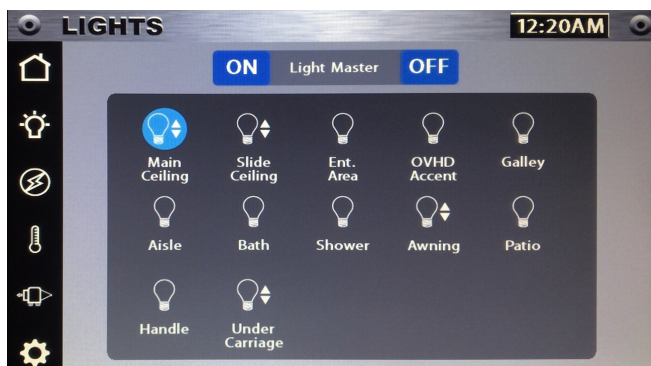 LIGHTS 12:20AM
ON Light Master OFF
Main Ceiling
Slide Ceiling
Ent. Area
OVHD Accent
Galley
Aisle
Bath
Shower
Awning
Patio
Handle
Under Carriage